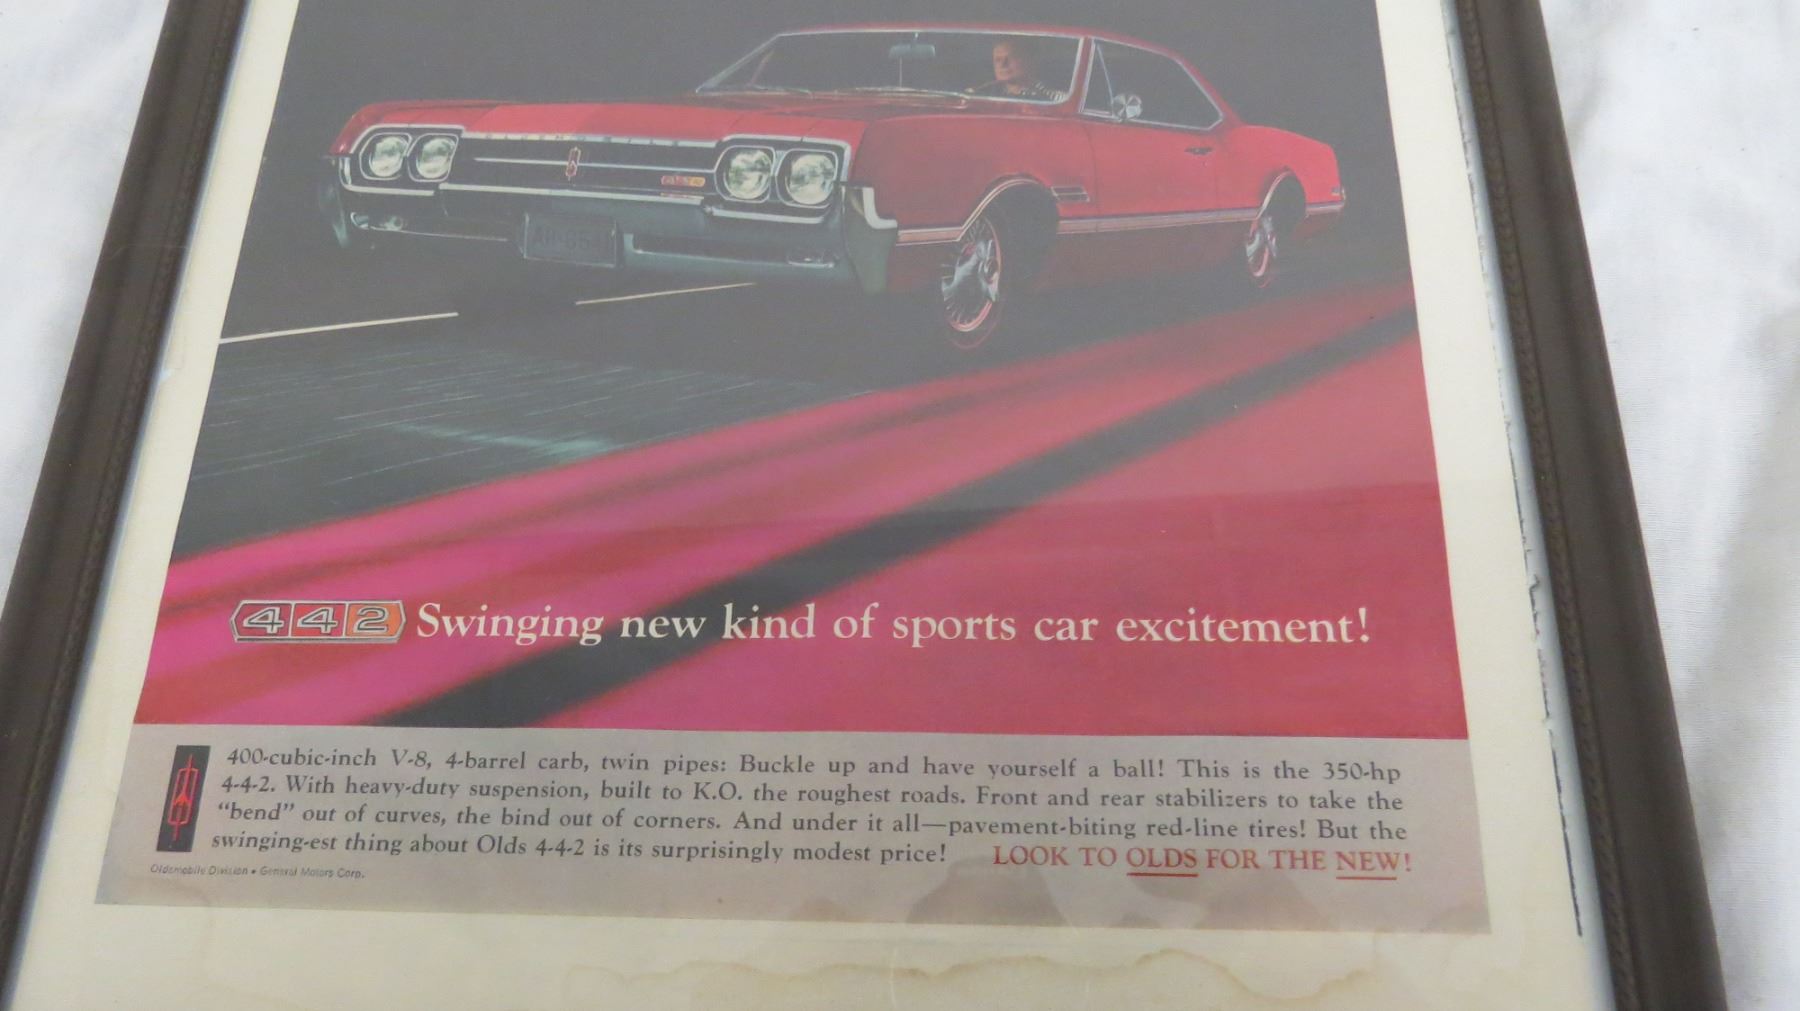 OLDSMOBILE
442
442 Swinging new kind of sports car excitement!
400-cubic-inch V-8, 4-barrel carb, twin pipes: Buckle up and have yourself a ball! This is the 350-hp
4-4-2. With heavy-duty suspension, built to K.O. the roughest roads. Front and rear stabilizers to take the
“bend” out of curves, the bind out of corners. And under it all—pavement-biting red-line tires! But the
swinging-est thing about Olds 4-4-2 is its surprisingly modest price! LOOK TO OLDS FOR THE NEW!
Oldsmobile Division • General Motors Corp.